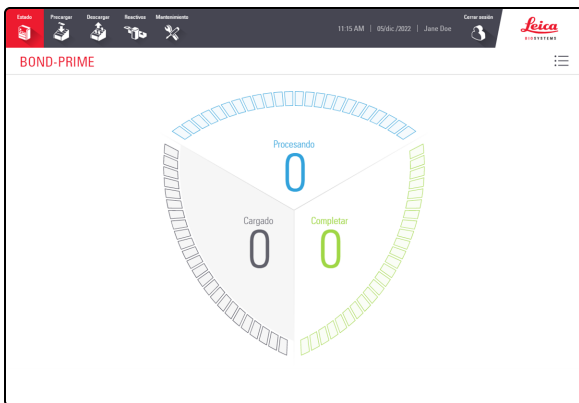 Estado Precargar Descargar Reactivos Mantenimiento Cerrar sesión
11:15 AM | 05/dic./2022 | Jane Doe
Leica
BIOSYSTEMS
BOND-PRIME
Procesando
0
Cargado Completar
0 0